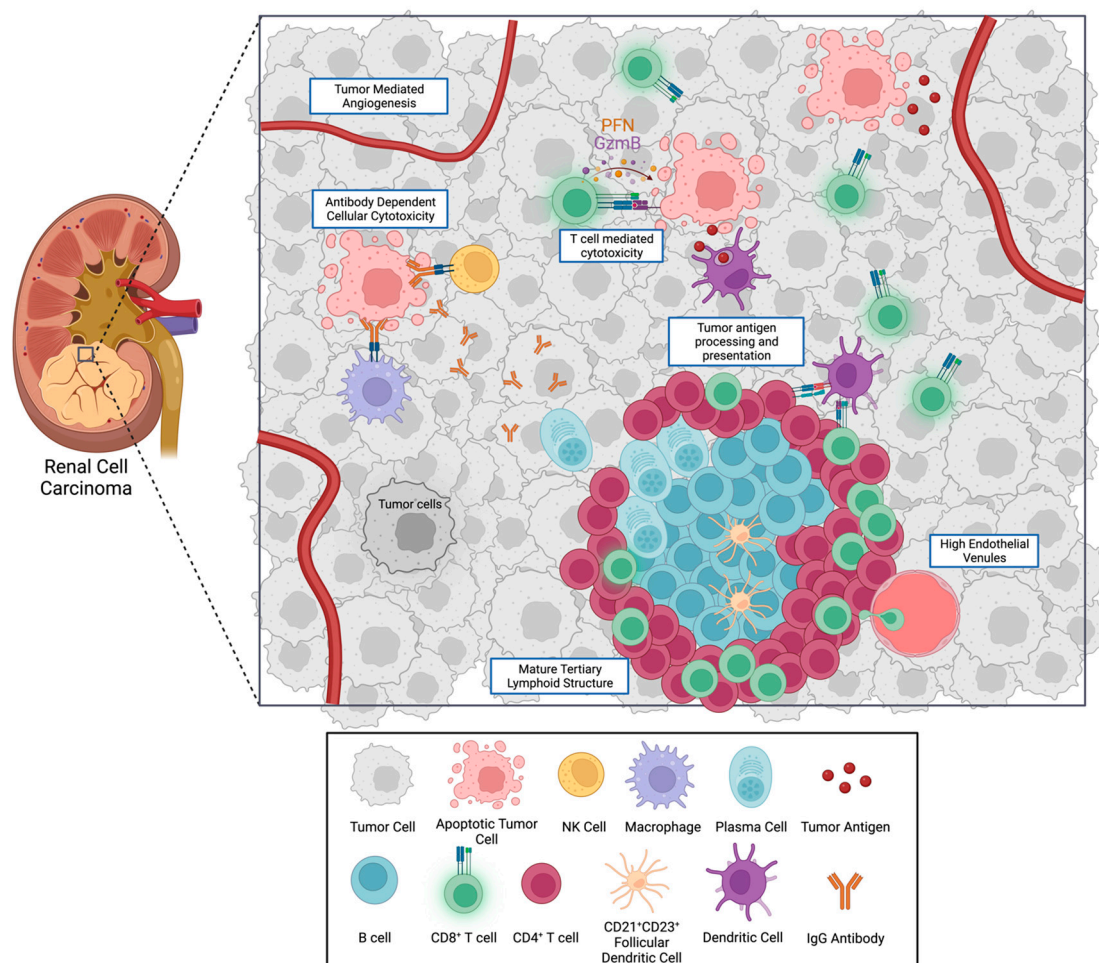 Tumor Mediated
Angiogenesis
PFN
GzmB
Antibody Dependent
Cellular Cytotoxicity
T cell mediated
cytotoxicity
Tumor antigen
processing and
presentation
Renal Cell
Carcinoma
Tumor cells
High Endothelial
Venules
Mature Tertiary
Lymphoid Structure
Tumor Cell
Apoptotic Tumor
Cell
NK Cell
Macrophage
Plasma Cell
Tumor Antigen
B cell
CD8⁺ T cell
CD4⁺ T cell
CD21⁺CD23⁺
Follicular
Dendritic Cell
Dendritic Cell
IgG Antibody